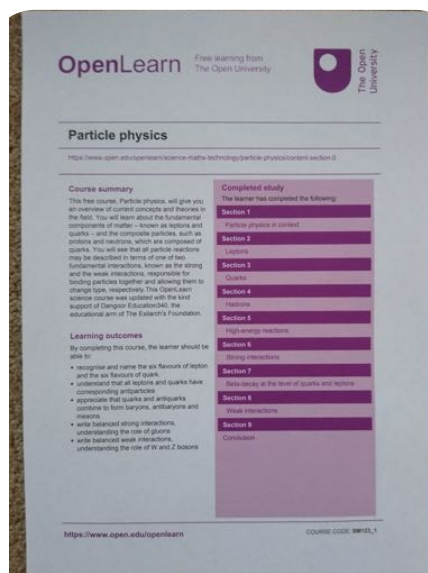 OpenLearn
Free learning from
The Open University
The Open
University
Particle physics
https://www.open.edu/openlearn/science-maths-technology/particle-physics/content-section-0
Course summary
This free course, Particle physics, will give you
an overview of current concepts and theories in
the field. You will learn about the fundamental
components of matter – known as leptons and
quarks – and the composite particles, such as
protons and neutrons, which are composed of
quarks. You will see that all particle reactions
may be described in terms of one of two
fundamental interactions, known as the strong
and the weak interactions, responsible for
binding particles together and allowing them to
change type, respectively.This OpenLearn
science course was updated with the kind
support of Dangoor Education340, the
educational arm of The Exilarch's Foundation.
Learning outcomes
By completing this course, the learner should be
able to:
• recognise and name the six flavours of lepton
and the six flavours of quark
• understand that all leptons and quarks have
corresponding antiparticles
• appreciate that quarks and antiquarks
combine to form baryons, antibaryons and
mesons
• write balanced strong interactions,
understanding the role of gluons
• write balanced weak interactions,
understanding the role of W and Z bosons
Completed study
The learner has completed the following:
Section 1
Particle physics in context
Section 2
Leptons
Section 3
Quarks
Section 4
Hadrons
Section 5
High-energy reactions
Section 6
Strong interactions
Section 7
Beta-decay at the level of quarks and leptons
Section 8
Weak interactions
Section 9
Conclusion
https://www.open.edu/openlearn
COURSE CODE: SM123_1